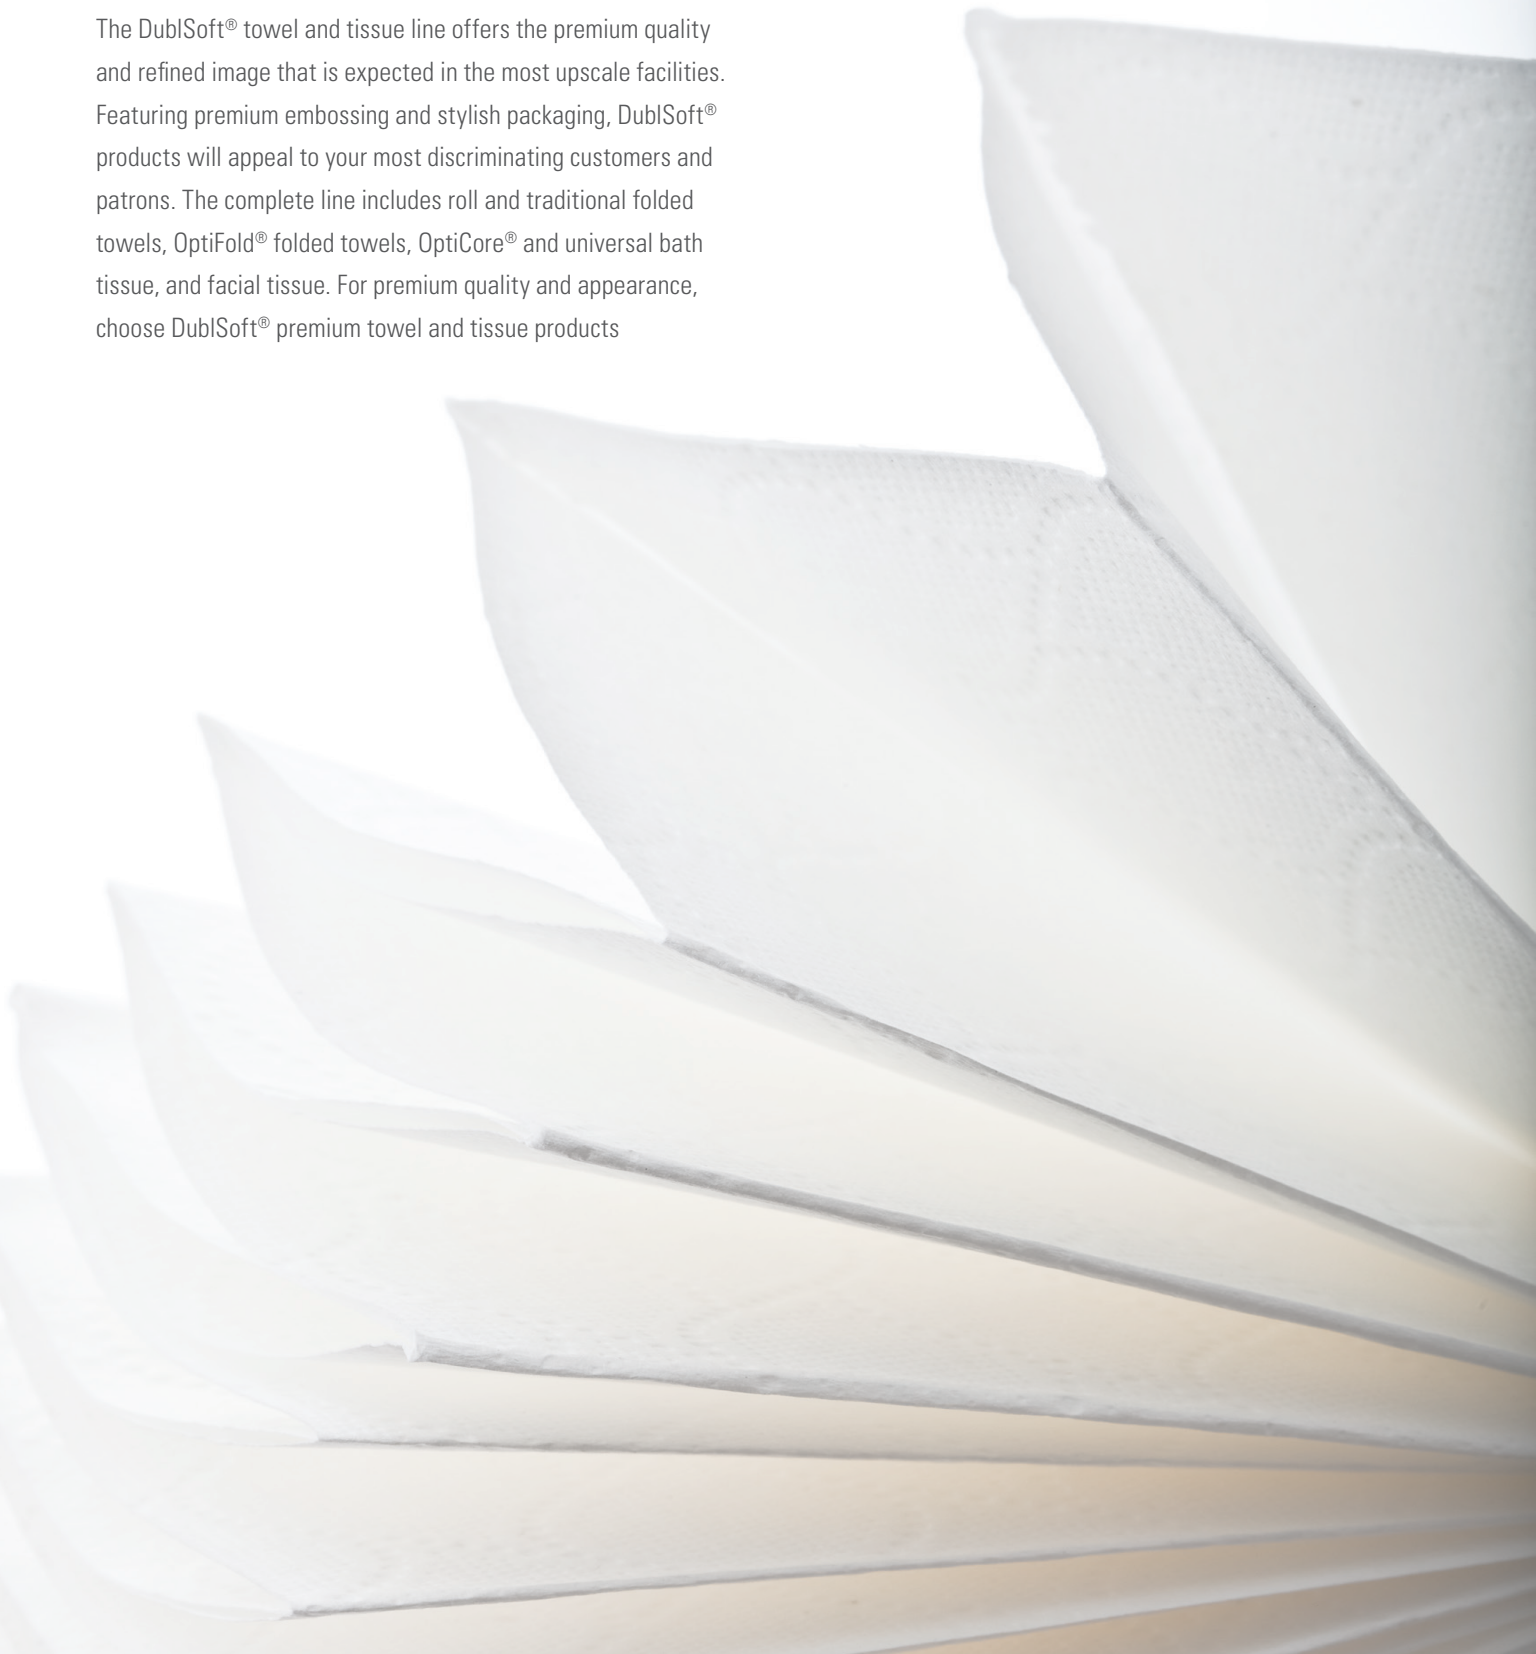 The DublSoft® towel and tissue line offers the premium quality
and refined image that is expected in the most upscale facilities.
Featuring premium embossing and stylish packaging, DublSoft®
products will appeal to your most discriminating customers and
patrons. The complete line includes roll and traditional folded
towels, OptiFold® folded towels, OptiCore® and universal bath
tissue, and facial tissue. For premium quality and appearance,
choose DublSoft® premium towel and tissue products